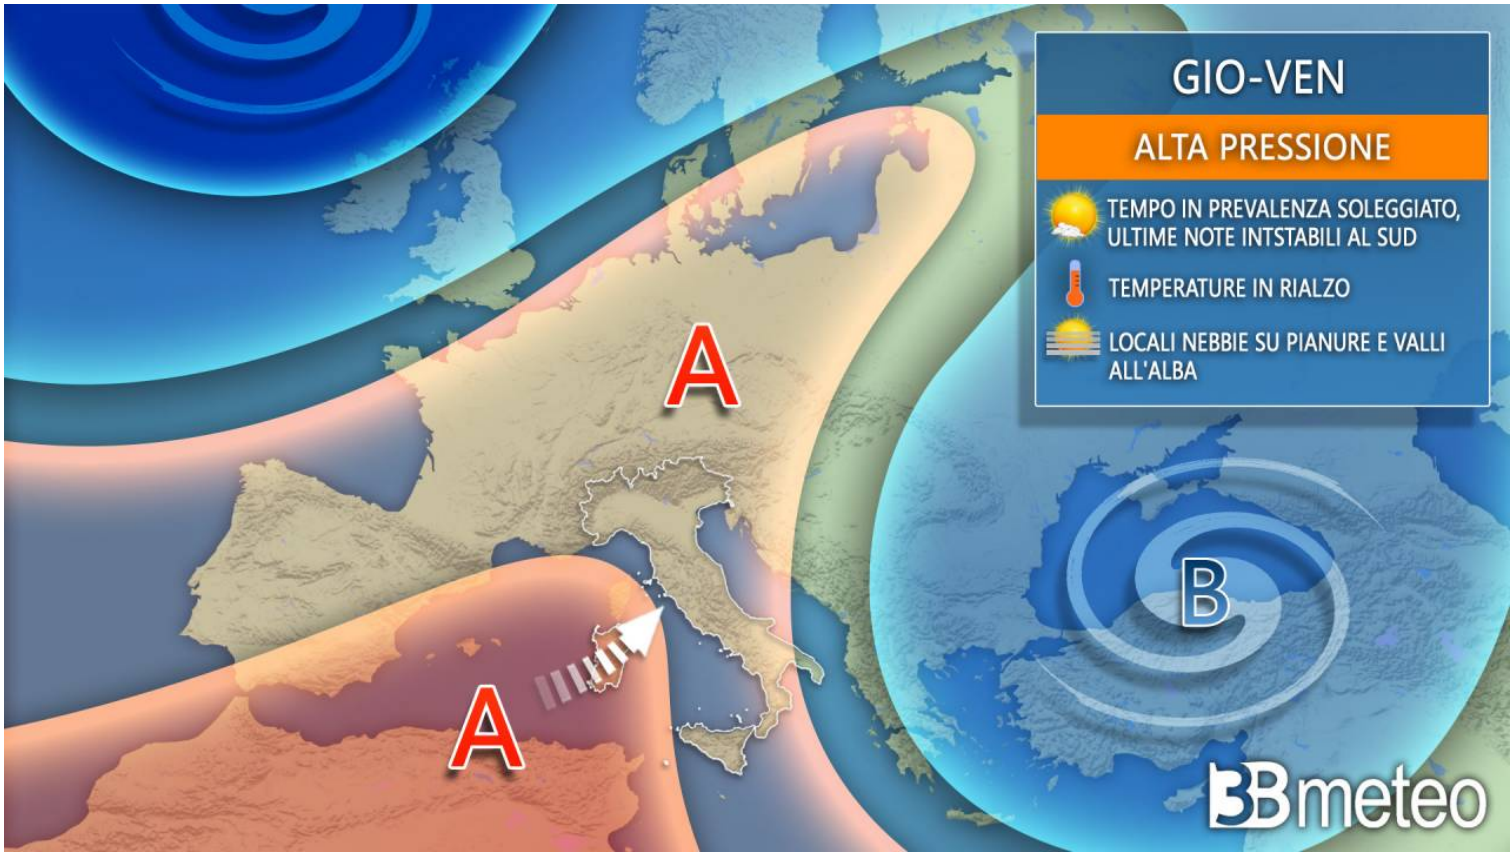 GIO-VEN
ALTA PRESSIONE
TEMPO IN PREVALENZA SOLEGGIATO,
ULTIME NOTE INTSTABILI AL SUD
TEMPERATURE IN RIALZO
LOCALI NEBBIE SU PIANURE E VALLI
ALL'ALBA
A
B
A
3Bmeteo